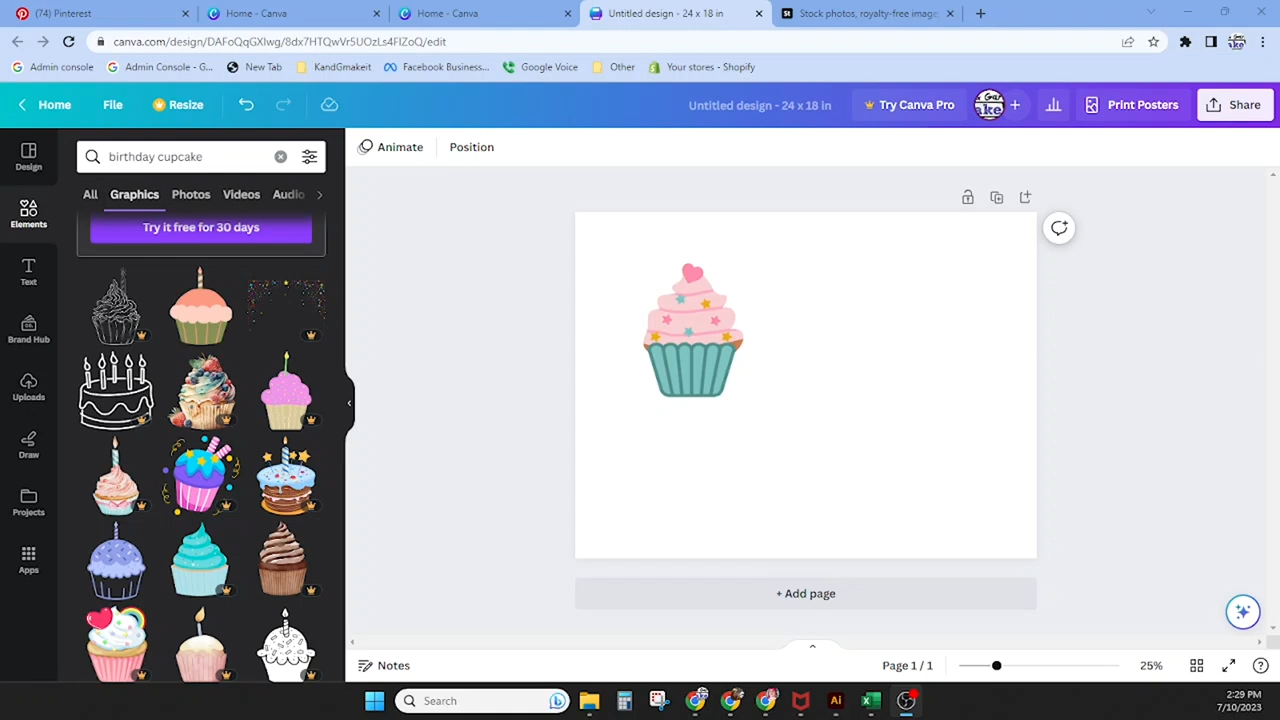 (74) Pinterest
Home - Canva
Home - Canva
Untitled design - 24 x 18 in
Stock photos, royalty-free image
canva.com/design/DAFoQqGXlwg/8dx7HTQwVr5UOzLs4FIZoQ/edit
Admin console
Admin Console - G...
New Tab
KandGmakeit
Facebook Business...
Google Voice
Other
Your stores - Shopify
Home
File
Resize
Untitled design - 24 x 18 in
Try Canva Pro
Print Posters
Share
Design
Elements
Text
Brand Hub
Uploads
Draw
Projects
Apps
birthday cupcake
All
Graphics
Photos
Videos
Audio
Try it free for 30 days
Animate
Position
+ Add page
Notes
Page 1 / 1
25%
Search
2:29 PM
7/10/2023